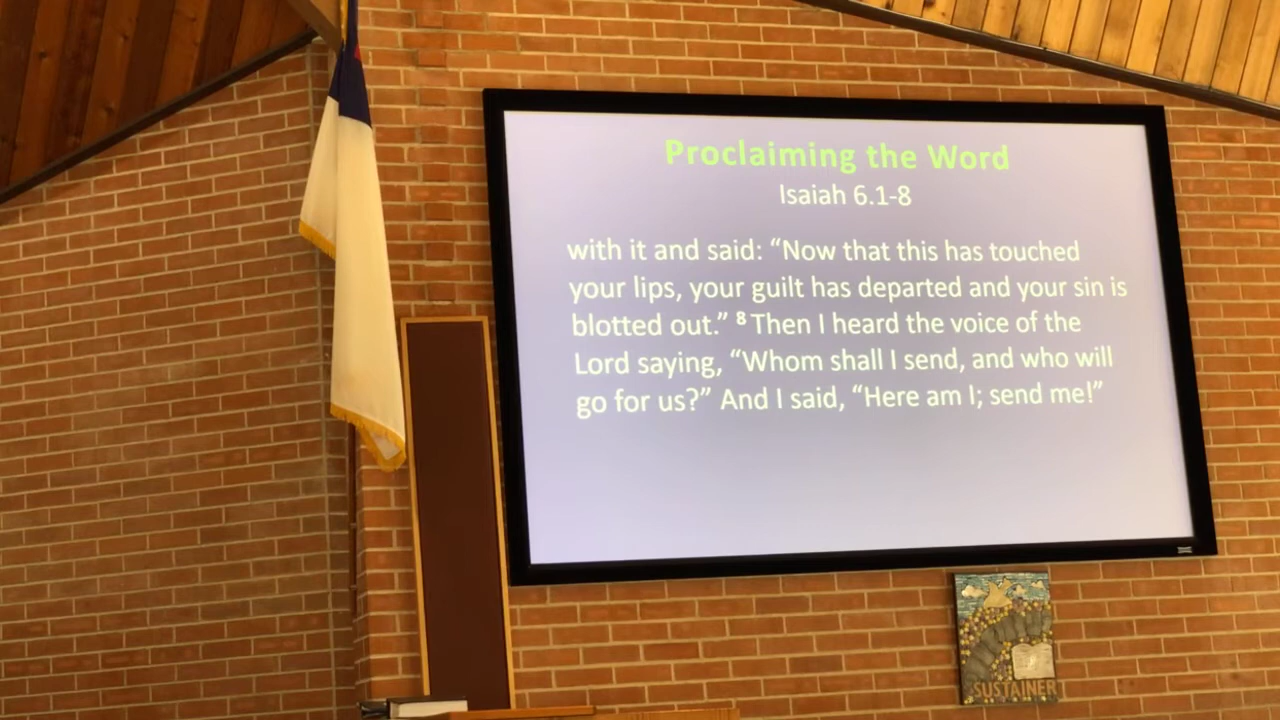 Proclaiming the Word
Isaiah 6.1-8
with it and said: “Now that this has touched
your lips, your guilt has departed and your sin is
blotted out.” ⁸ Then I heard the voice of the
Lord saying, “Whom shall I send, and who will
go for us?” And I said, “Here am I; send me!”
SUSTAINER